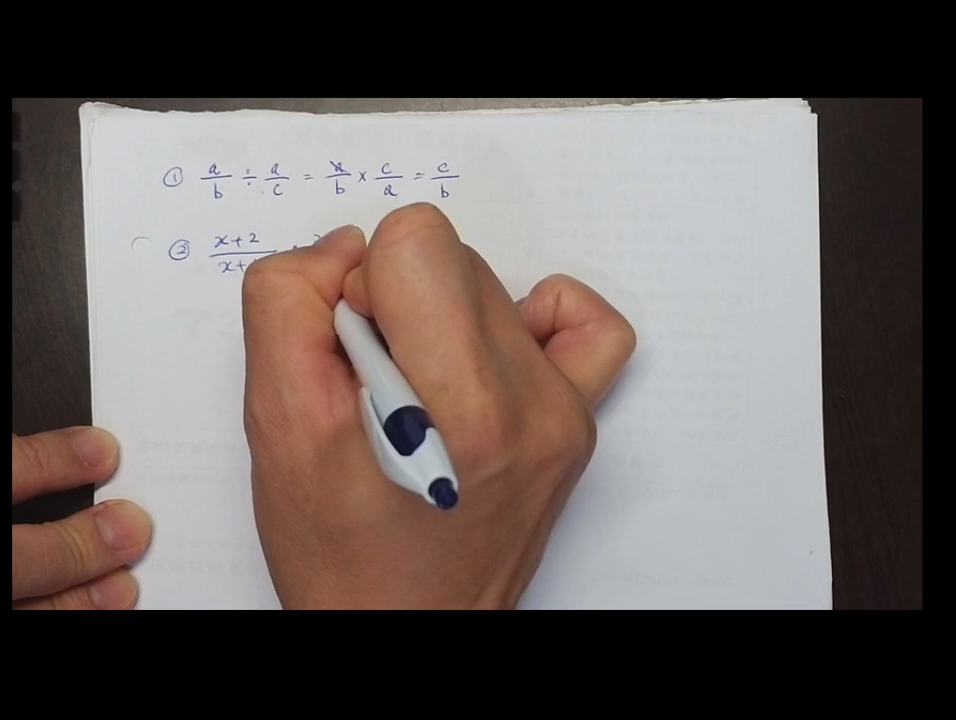 ① a/b ÷ a/c = a/b × c/a = c/b
② x+2/x+